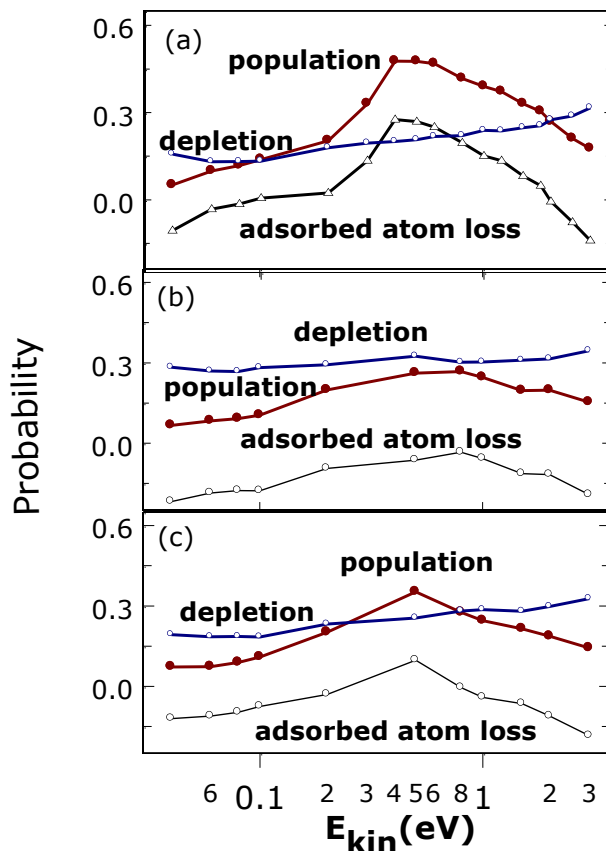 0.6
(a)
population
0.3
depletion
0.0
adsorbed atom loss
0.6
(b)
depletion
0.3
population
0.0
adsorbed atom loss
Probability
0.6
(c)
population
0.3
depletion
0.0
adsorbed atom loss
6 0.1 2 3 4 5 6 8 1 2 3
Ekin(eV)